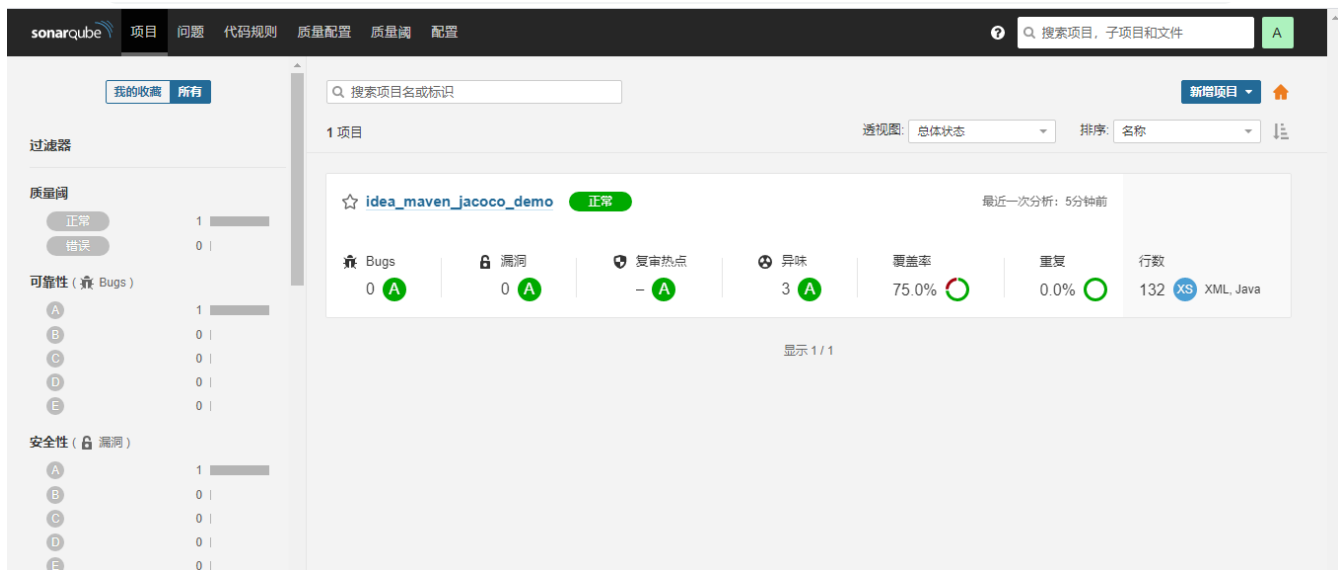 sonarqube 项目 问题 代码规则 质量配置 质量阈 配置 搜索项目，子项目和文件 A
我的收藏 所有
搜索项目名或标识 新增项目
1 项目 透视图: 总体状态 排序: 名称
过滤器
质量阈
正常 1
错误 0
可靠性 ( Bugs )
A 1
B 0
C 0
D 0
E 0
安全性 ( 漏洞 )
A 1
B 0
C 0
D 0
E 0
idea_maven_jacoco_demo 正常 最近一次分析：5分钟前
Bugs 漏洞 复审热点 异味 覆盖率 重复 行数
0 A 0 A – A 3 A 75.0% 0.0% 132 XS XML, Java
显示 1 / 1